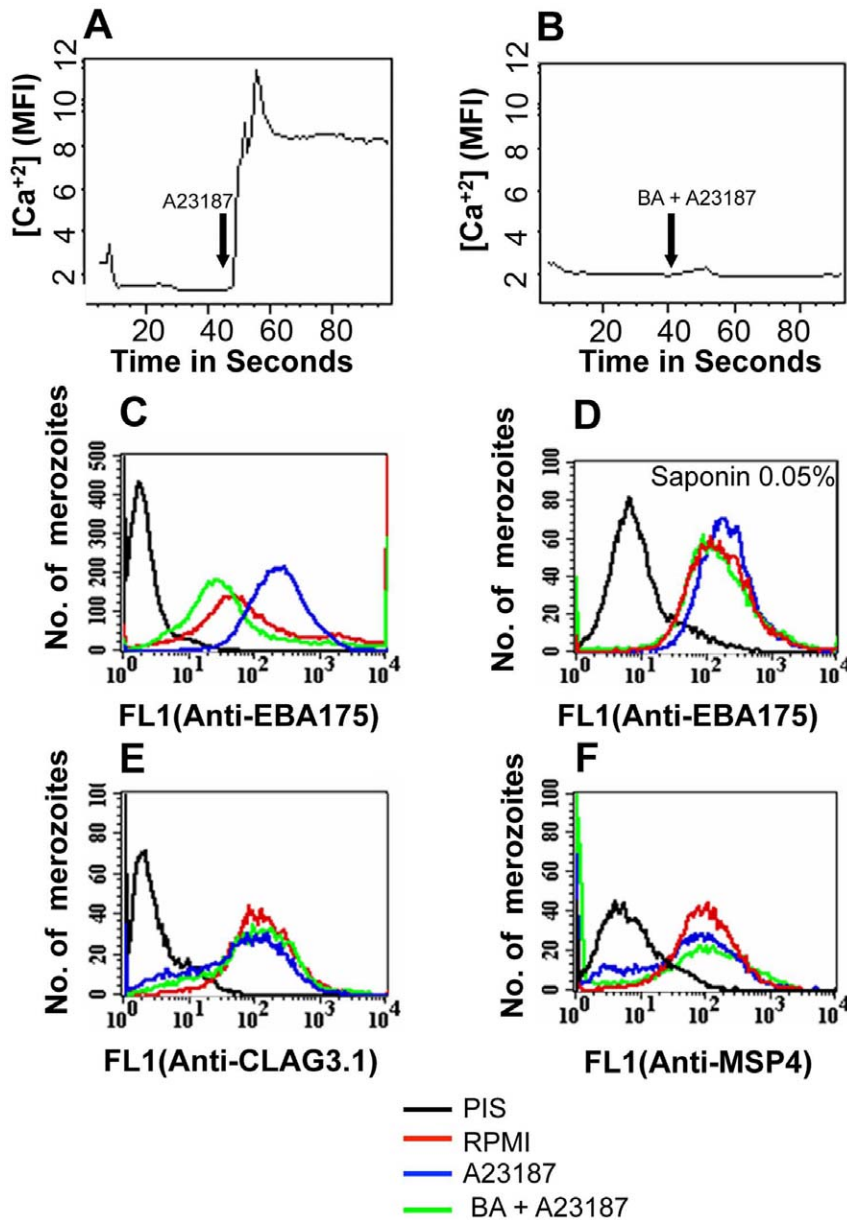 A
[Ca+2] (MFI)
12
10
8
6
4
2
A23187
20 40 60 80
Time in Seconds
B
[Ca+2] (MFI)
12
10
8
6
4
2
BA + A23187
20 40 60 80
Time in Seconds
C
No. of merozoites
500
400
300
200
100
0
10^0 10^1 10^2 10^3 10^4
FL1(Anti-EBA175)
D
No. of merozoites
100
80
60
40
20
0
Saponin 0.05%
10^0 10^1 10^2 10^3 10^4
FL1(Anti-EBA175)
E
No. of merozoites
80
60
40
20
0
10^0 10^1 10^2 10^3 10^4
FL1(Anti-CLAG3.1)
F
No. of merozoites
100
80
60
40
20
0
10^0 10^1 10^2 10^3 10^4
FL1(Anti-MSP4)
PIS
RPMI
A23187
BA + A23187